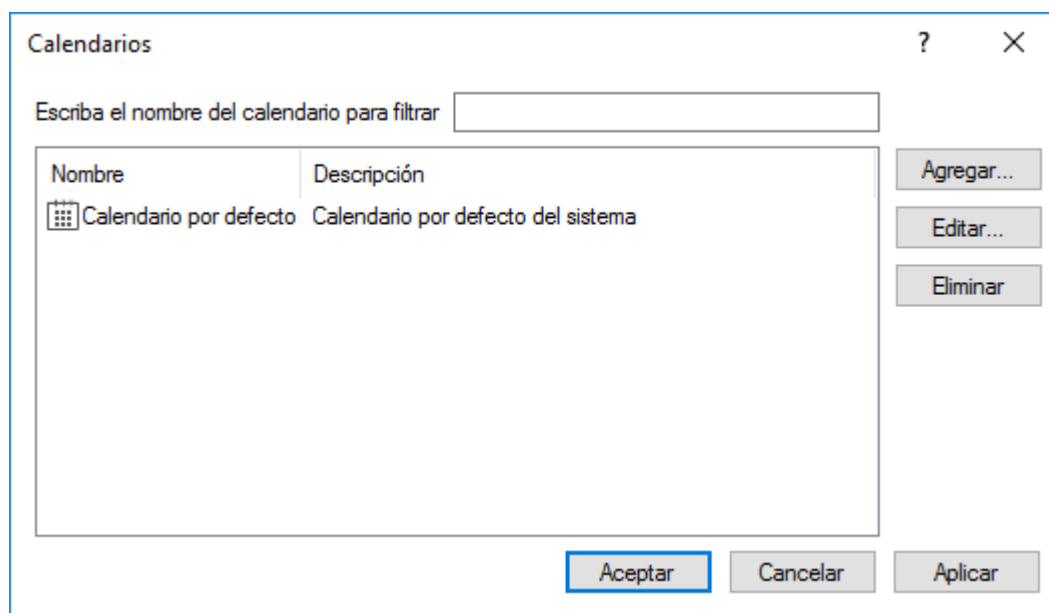 Calendarios ?
Escriba el nombre del calendario para filtrar
Nombre Descripción Agregar...
Calendario por defecto Calendario por defecto del sistema
Editar...
Eliminar
Aceptar Cancelar Aplicar